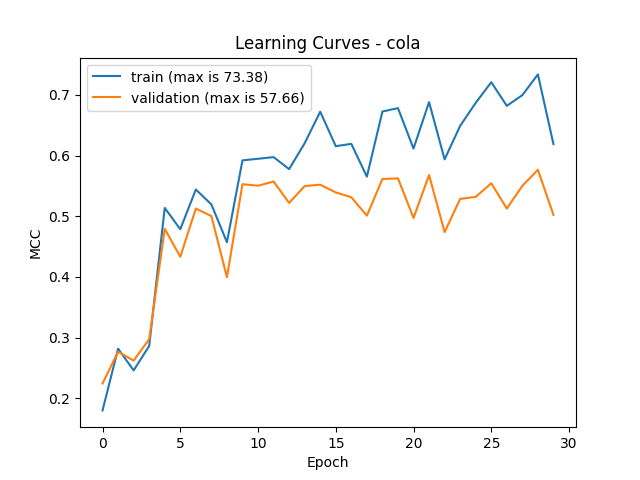 Learning Curves - cola
train (max is 73.38)
validation (max is 57.66)
MCC
0.7
0.6
0.5
0.4
0.3
0.2
0 5 10 15 20 25 30
Epoch